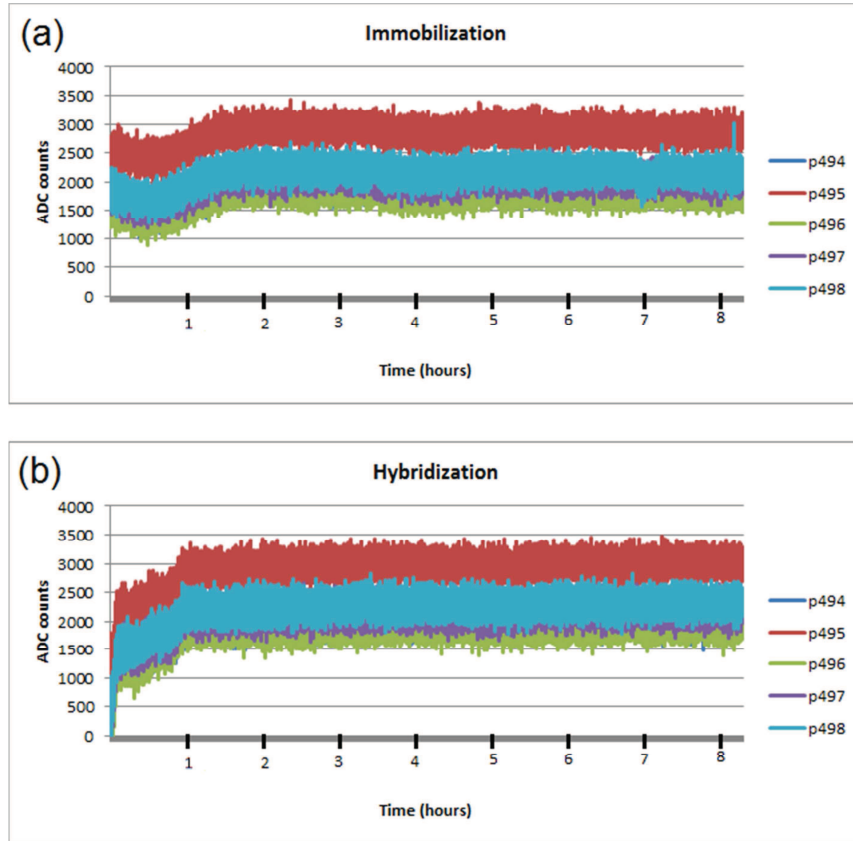 (a)
Immobilization
ADC counts
4000
3500
3000
2500
2000
1500
1000
500
0
1 2 3 4 5 6 7 8
Time (hours)
p494
p495
p496
p497
p498
(b)
Hybridization
ADC counts
4000
3500
3000
2500
2000
1500
1000
500
0
1 2 3 4 5 6 7 8
Time (hours)
p494
p495
p496
p497
p498